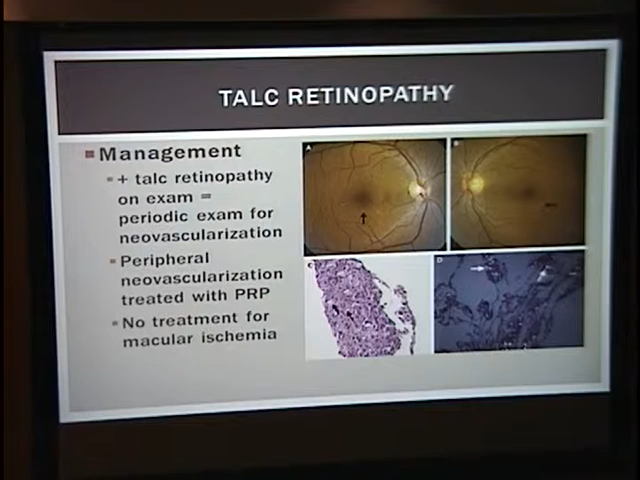 TALC RETINOPATHY
Management
+ talc retinopathy
on exam =
periodic exam for
neovascularization
Peripheral
neovascularization
treated with PRP
No treatment for
macular ischemia
A
B
C
D